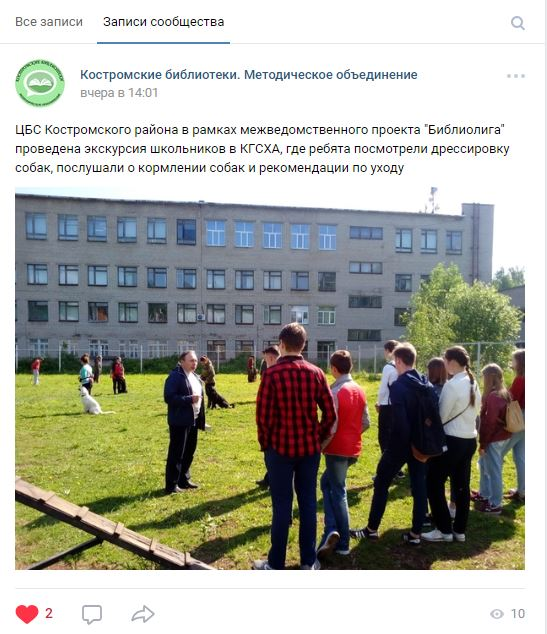 Все записи
Записи сообщества
Костромские библиотеки. Методическое объединение
вчера в 14:01
ЦБС Костромского района в рамках межведомственного проекта "Библиолига"
проведена экскурсия школьников в КГСХА, где ребята посмотрели дрессировку
собак, послушали о кормлении собак и рекомендации по уходу
2
10